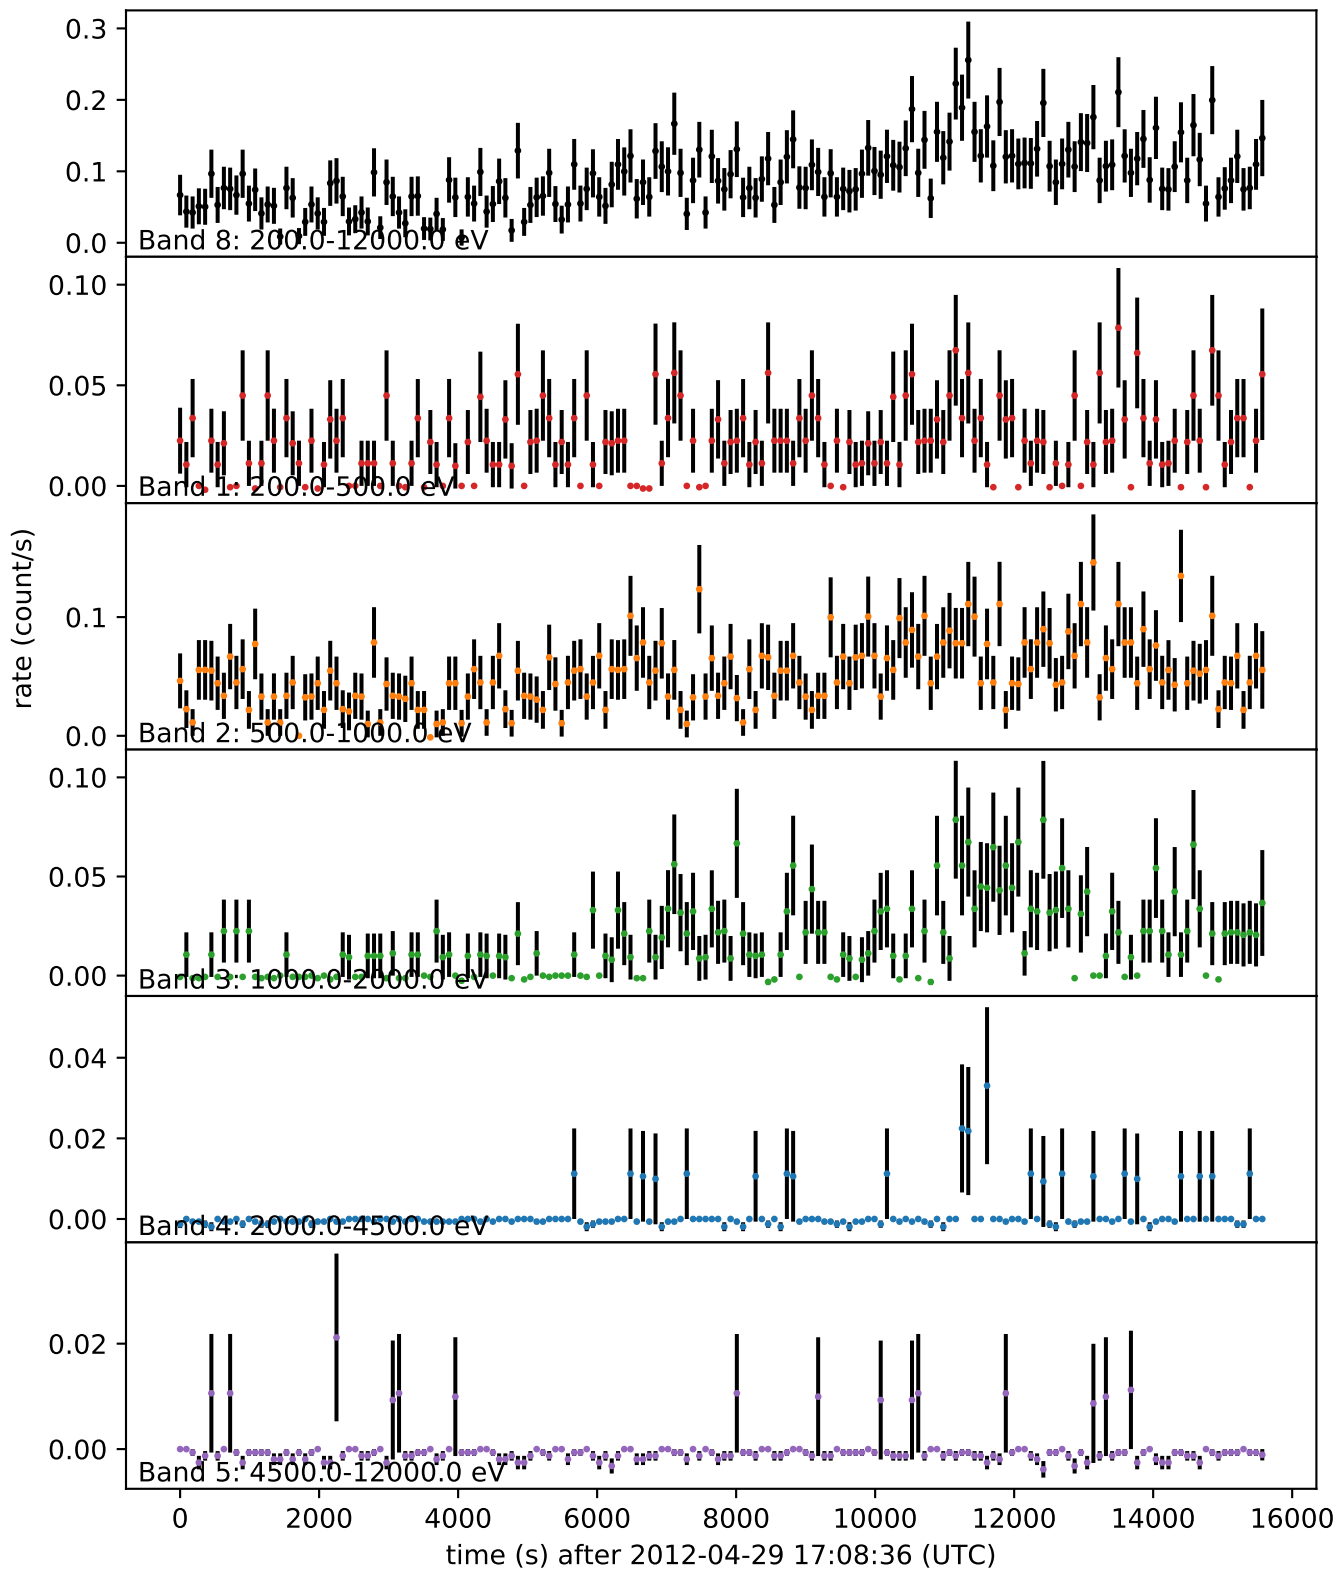 0.3
0.2
0.1
0.0
Band 8: 200.0-12000.0 eV
0.10
0.05
0.00
Band 1: 200.0-500.0 eV
rate (count/s)
0.1
0.0
Band 2: 500.0-1000.0 eV
0.10
0.05
0.00
Band 3: 1000.0-2000.0 eV
0.04
0.02
0.00
Band 4: 2000.0-4500.0 eV
0.02
0.00
Band 5: 4500.0-12000.0 eV
0 2000 4000 6000 8000 10000 12000 14000 16000
time (s) after 2012-04-29 17:08:36 (UTC)